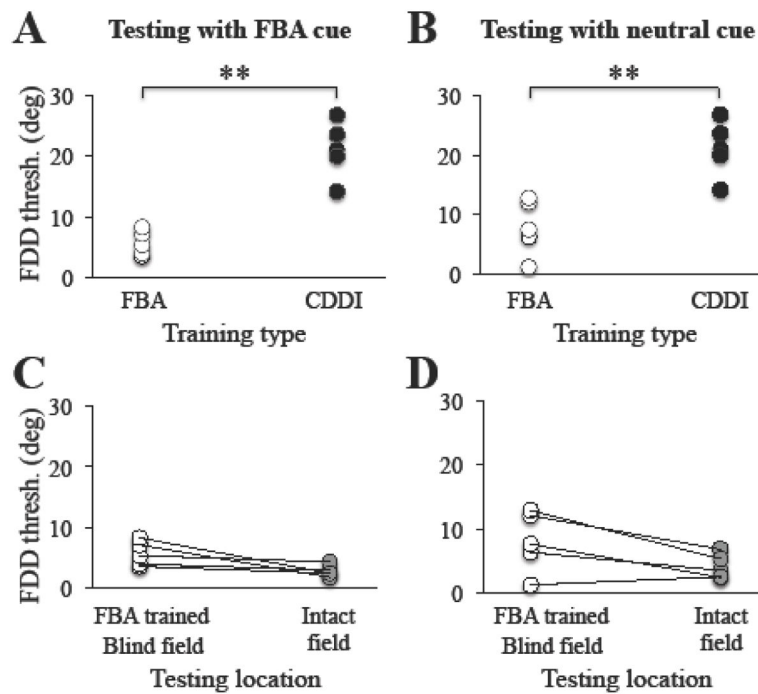 A Testing with FBA cue
**
FDD thresh. (deg)
30
20
10
0
FBA CDDI
Training type
B Testing with neutral cue
**
30
20
10
0
FBA CDDI
Training type
C
FDD thresh. (deg)
30
20
10
0
FBA trained Intact
Blind field field
Testing location
D
30
20
10
0
FBA trained Intact
Blind field field
Testing location